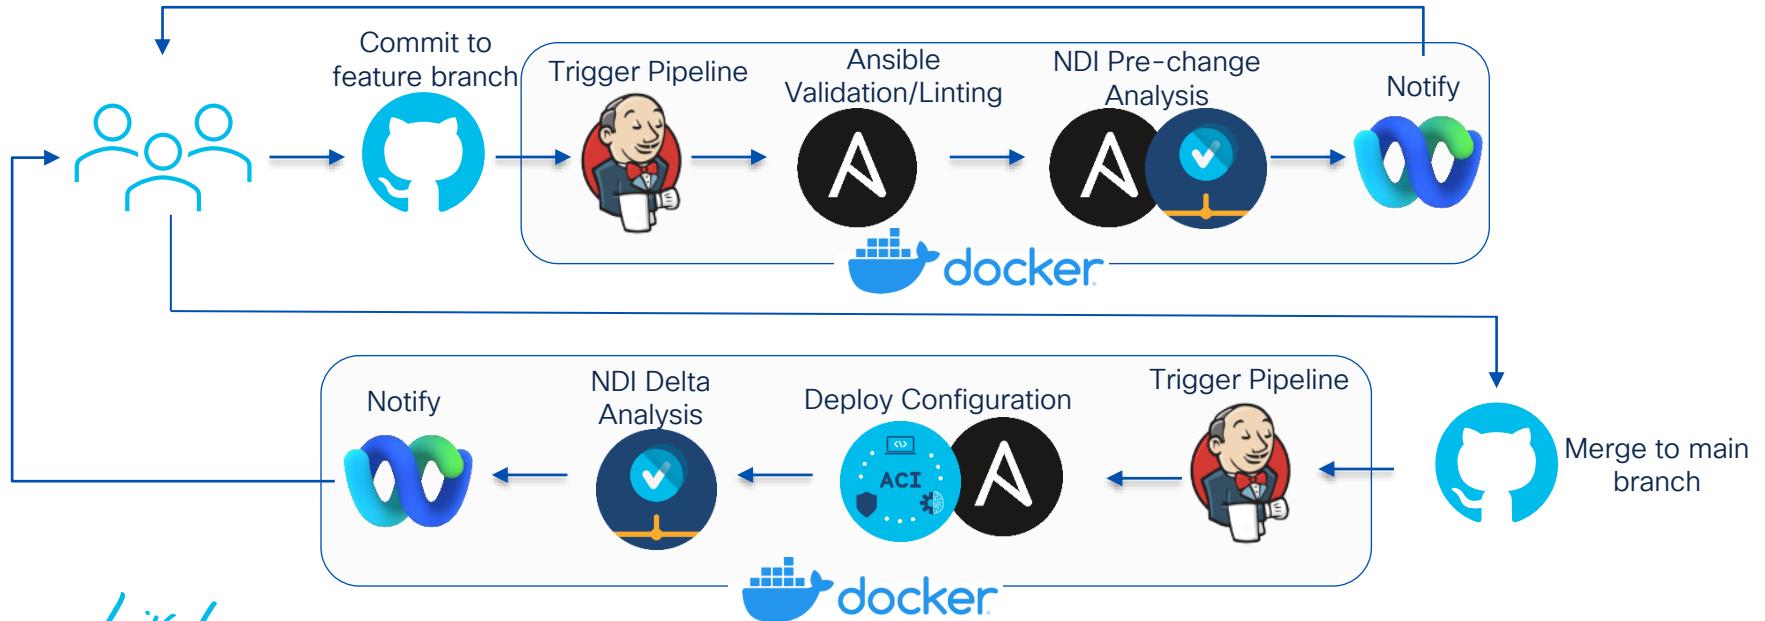 Commit to
feature branch
Trigger Pipeline
Ansible
Validation/Linting
NDI Pre-change
Analysis
Notify
docker
Notify
NDI Delta
Analysis
Deploy Configuration
ACI
Trigger Pipeline
Merge to main
branch
docker